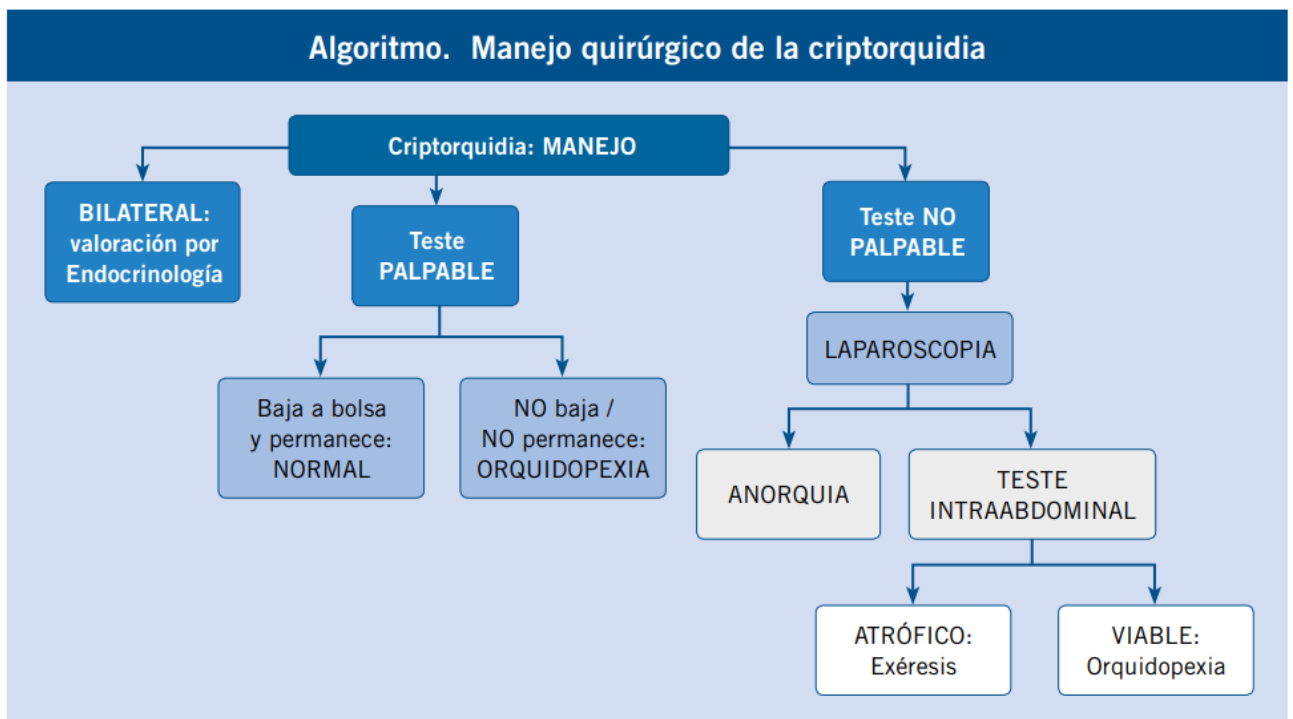 Algoritmo. Manejo quirúrgico de la criptorquidia
Criptorquidia: MANEJO
BILATERAL:
valoración por
Endocrinología
Teste
PALPABLE
Teste NO
PALPABLE
LAPAROSCOPIA
Baja a bolsa
y permanece:
NORMAL
NO baja /
NO permanece:
ORQUIDOPEXIA
ANORQUIA
TESTE
INTRAABDOMINAL
ATRÓFICO:
Exéresis
VIABLE:
Orquidopexia